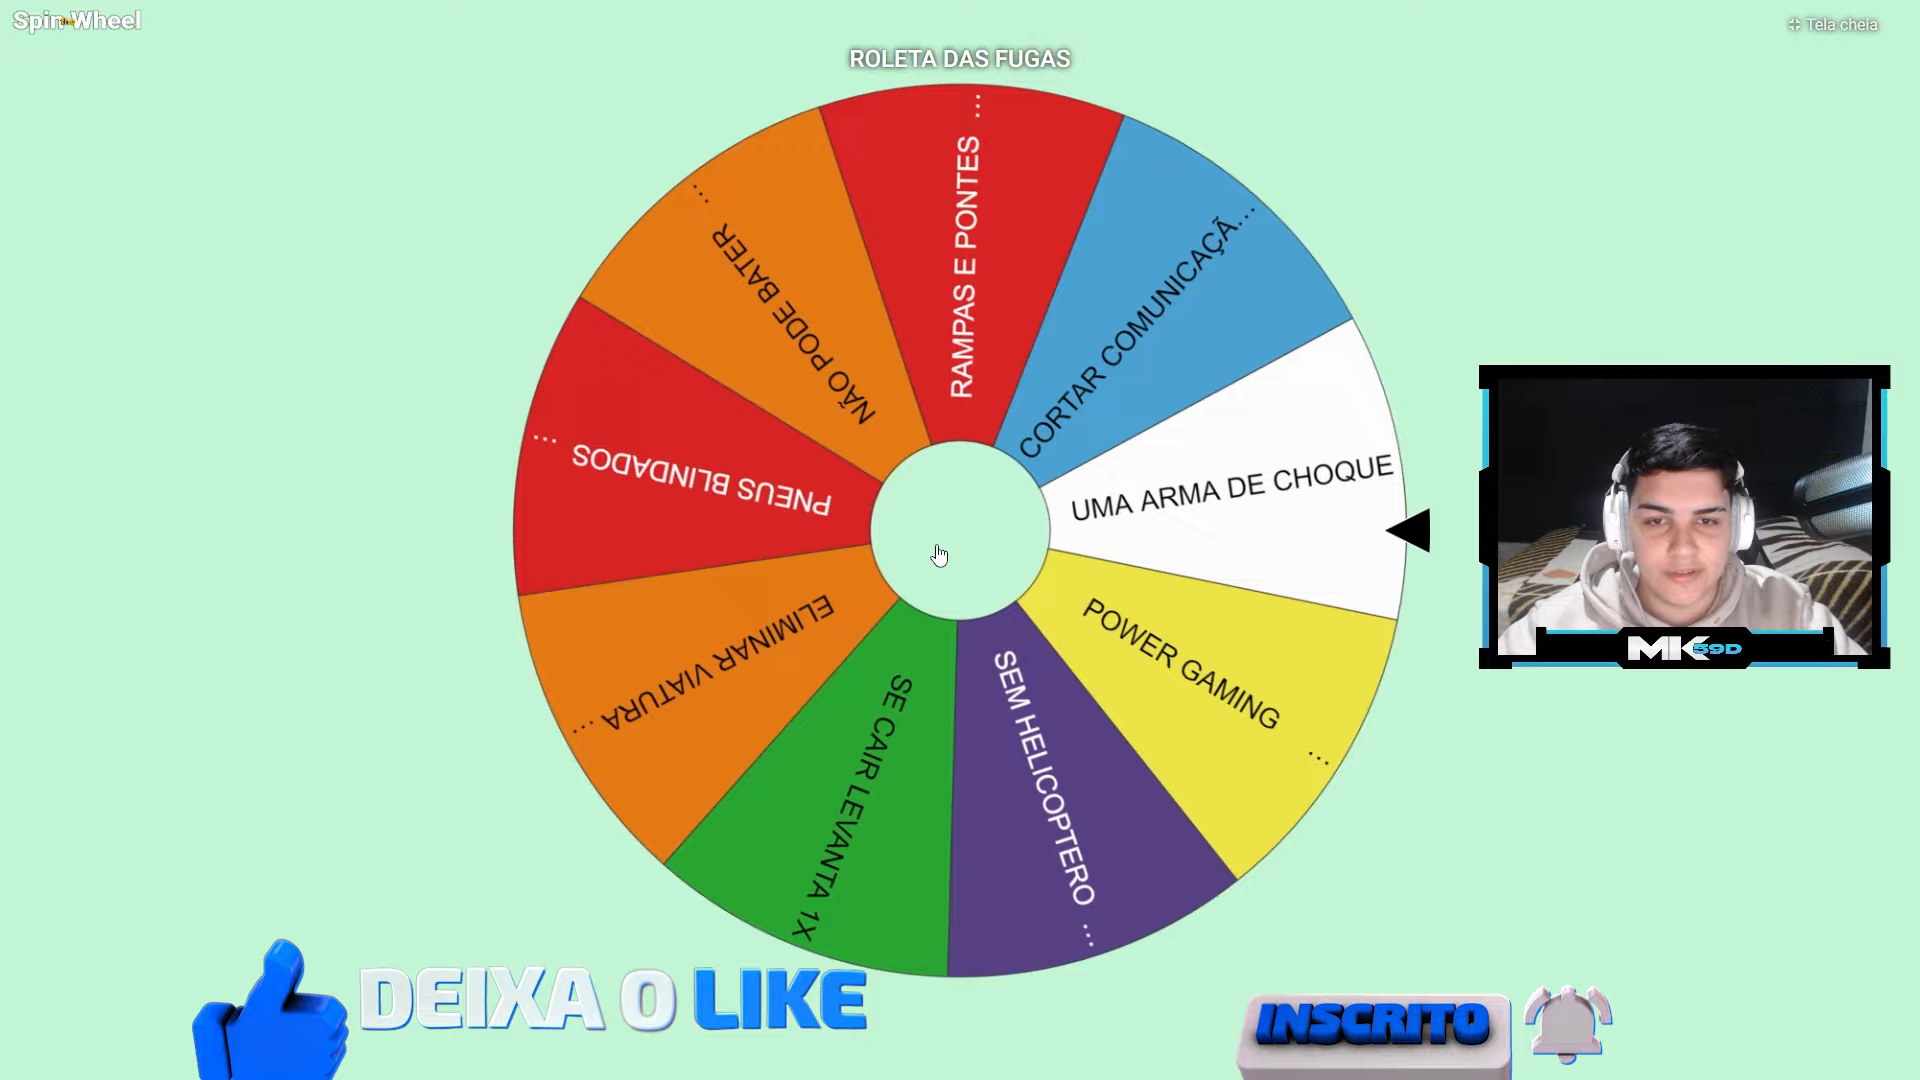 Spin Wheel
Tela cheia
ROLETA DAS FUGAS
RAMPAS E PONTES ...
CORTAR COMUNICAÇÃ...
UMA ARMA DE CHOQUE
POWER GAMING ...
SEM HELICOPTERO ...
SE CAIR LEVANTA 1X
ELIMINAR VIATURA ...
PNEUS BLINDADOS ...
NÃO PODE BATER ...
MK59D
DEIXA O LIKE
INSCRITO